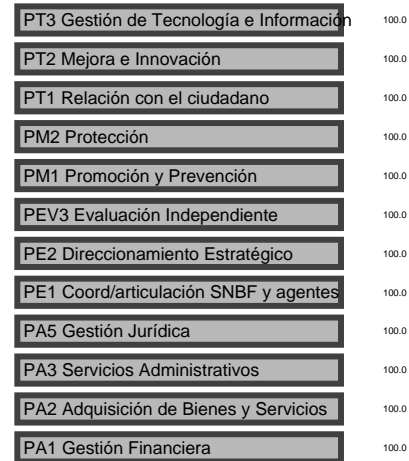 PT3 Gestión de Tecnología e Información 100.0
PT2 Mejora e Innovación 100.0
PT1 Relación con el ciudadano 100.0
PM2 Protección 100.0
PM1 Promoción y Prevención 100.0
PEV3 Evaluación Independiente 100.0
PE2 Direccionamiento Estratégico 100.0
PE1 Coord/articulación SNBF y agentes 100.0
PA5 Gestión Jurídica 100.0
PA3 Servicios Administrativos 100.0
PA2 Adquisición de Bienes y Servicios 100.0
PA1 Gestión Financiera 100.0